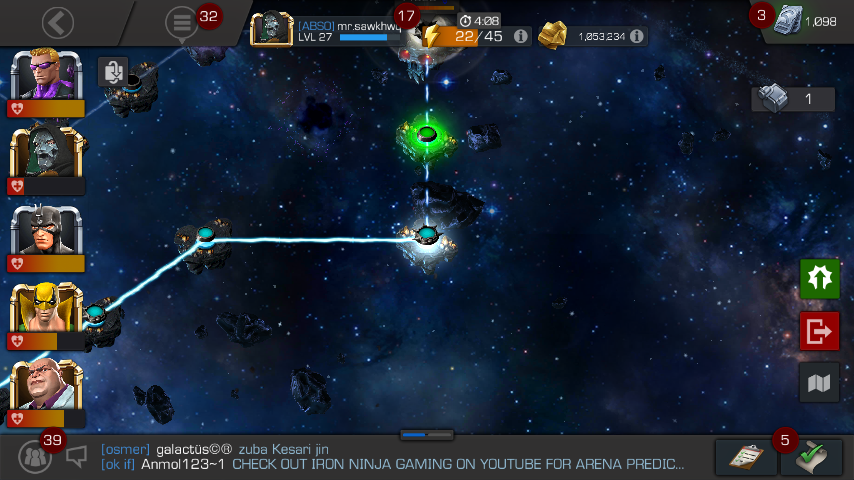 32
[ABSO] mr.sawkhwq
LVL 27
17
4:08
22/45
1,053,234
3
1,098
1
39
[osmer] galactüs©® zuba Kesari jin
[ok if] Anmol123~1 CHECK OUT IRON NINJA GAMING ON YOUTUBE FOR ARENA PREDIC...
5